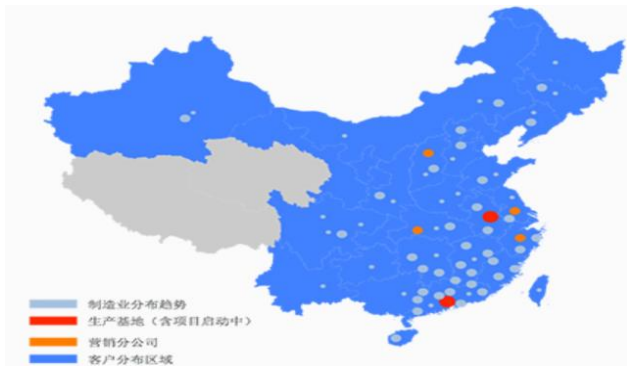 制造业分布趋势
生产基地（含项目启动中）
营销分公司
客户分布区域